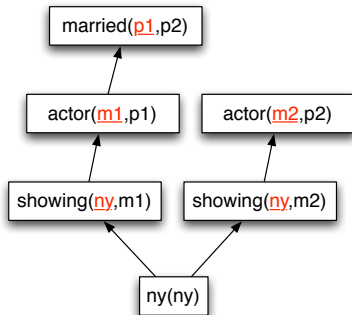 married(p1,p2)
actor(m1,p1) actor(m2,p2)
showing(ny,m1) showing(ny,m2)
ny(ny)